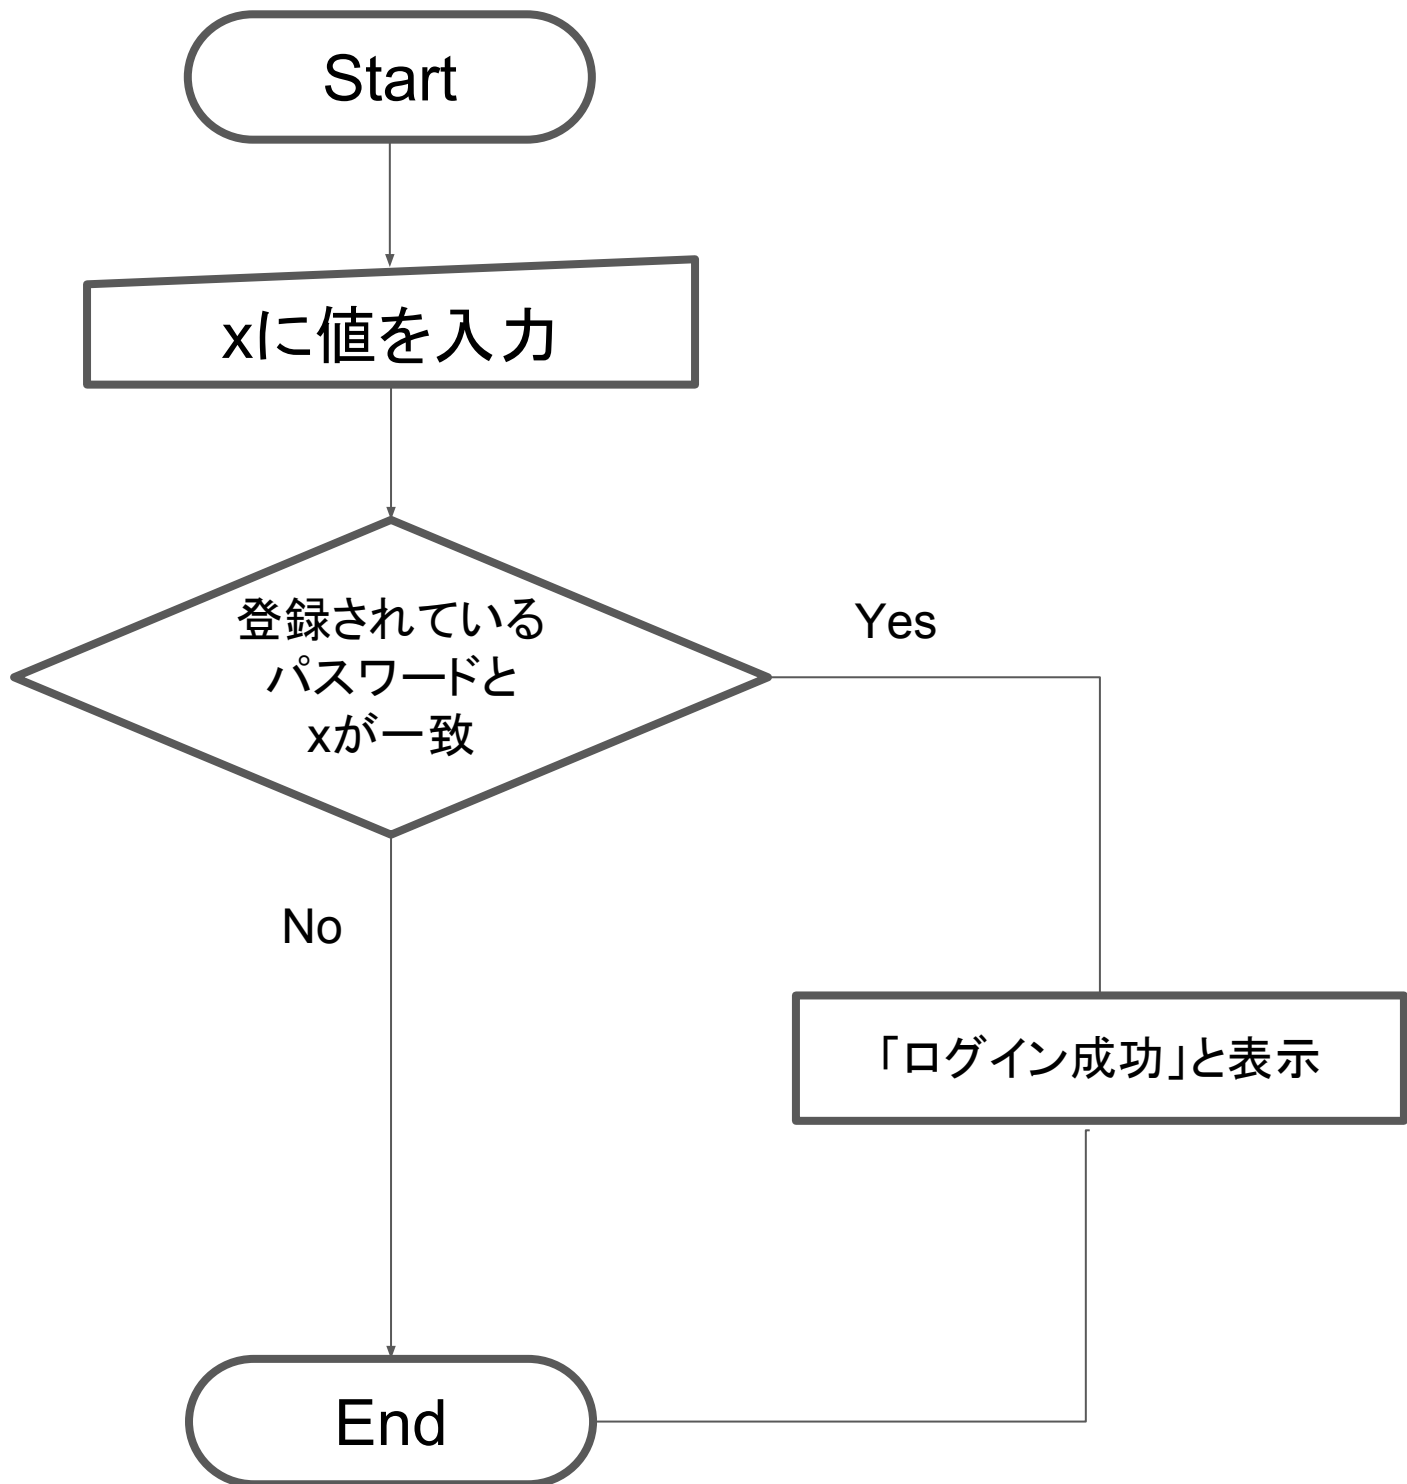 Start
xに値を入力
登録されている
パスワードと
xが一致
Yes
No
「ログイン成功」と表示
End